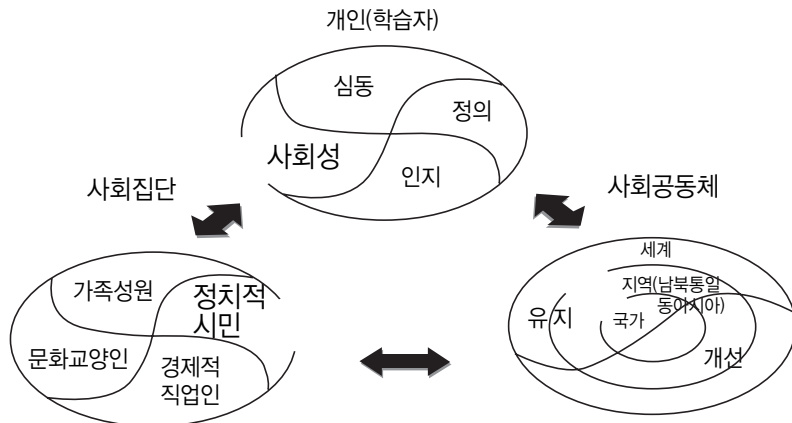 개인(학습자)
심동
정의
사회성
인지
사회집단
사회공동체
가족성원
정치적
시민
문화교양인
경제적
직업인
세계
지역(남북통일
동아시아)
유지
국가
개선